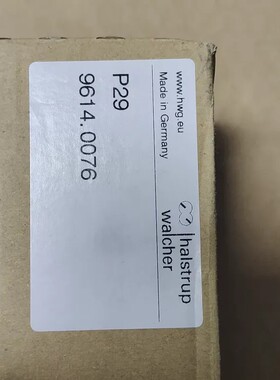 halstrup
walcher
www.hwg.eu
Made in Germany
P29
9614.0076